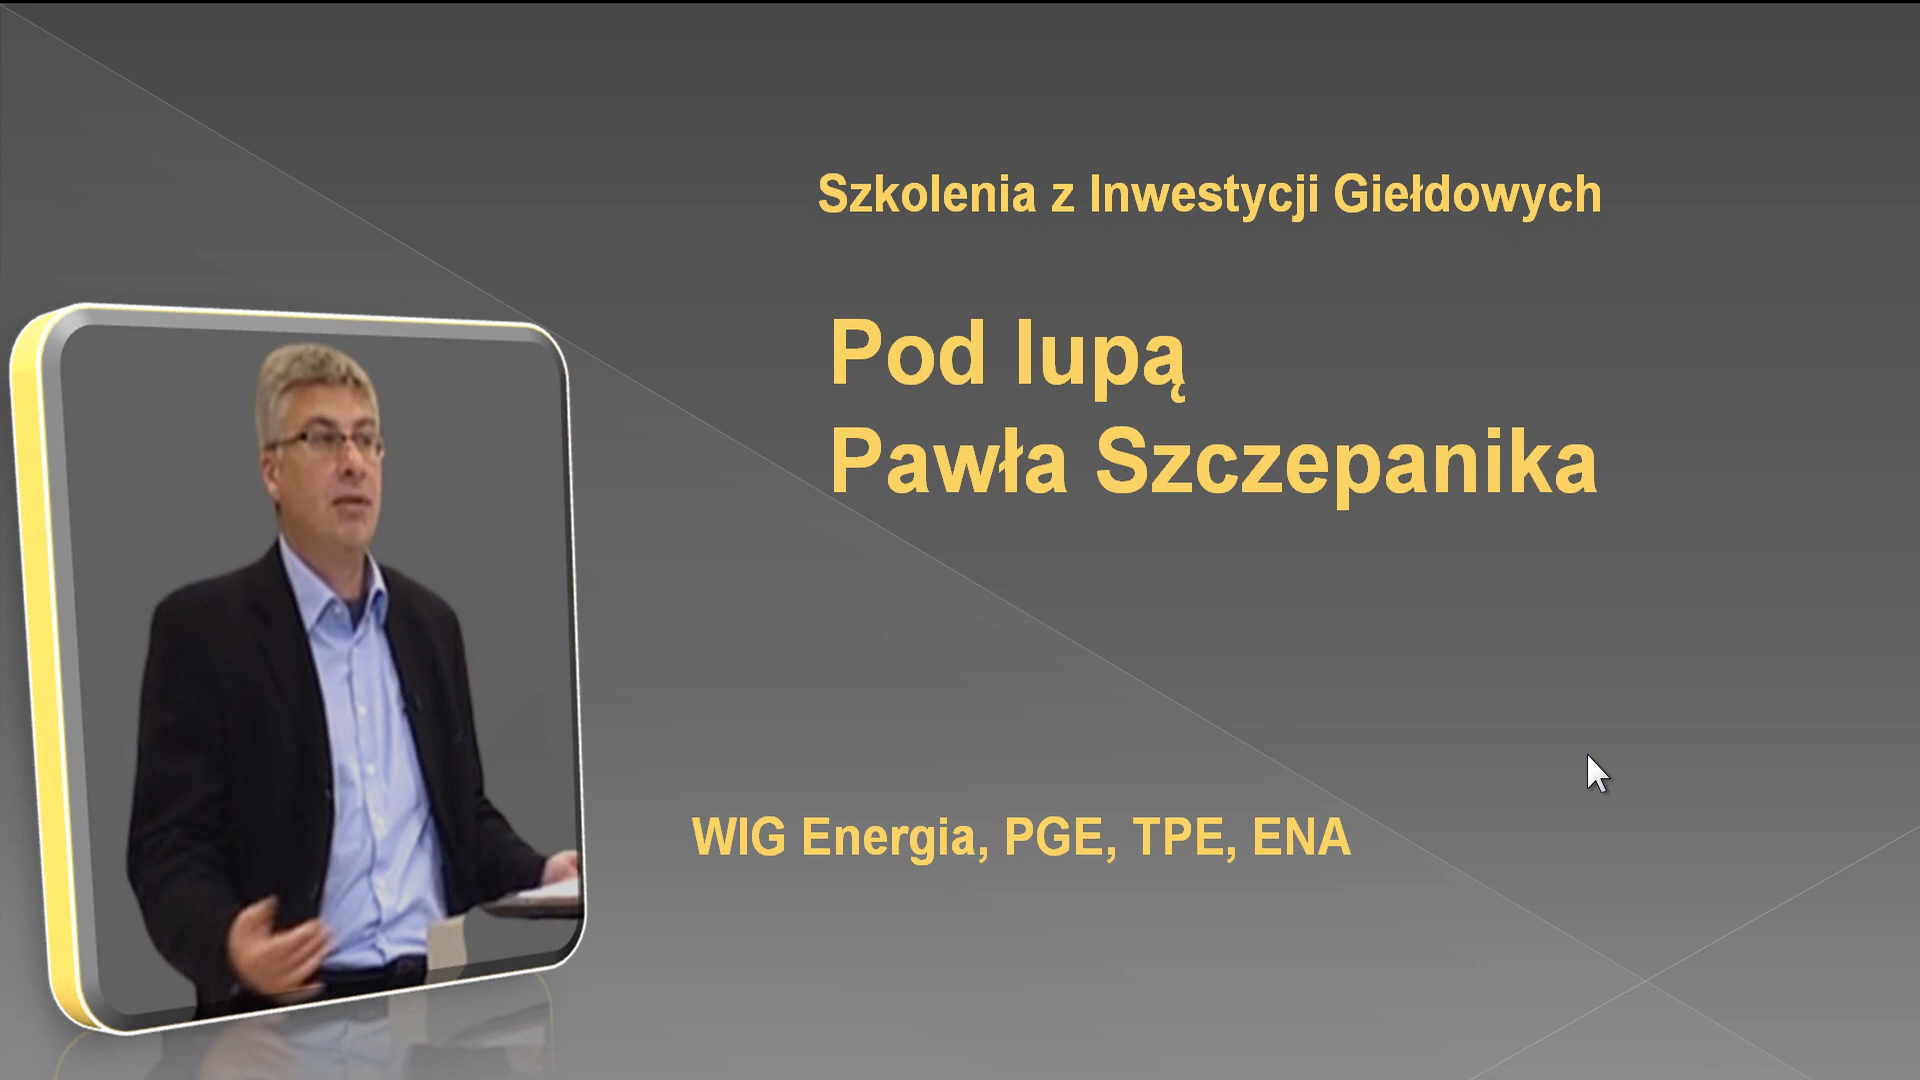 Szkolenia z Inwestycji Giełdowych
Pod lupą
Pawła Szczepanika
WIG Energia, PGE, TPE, ENA